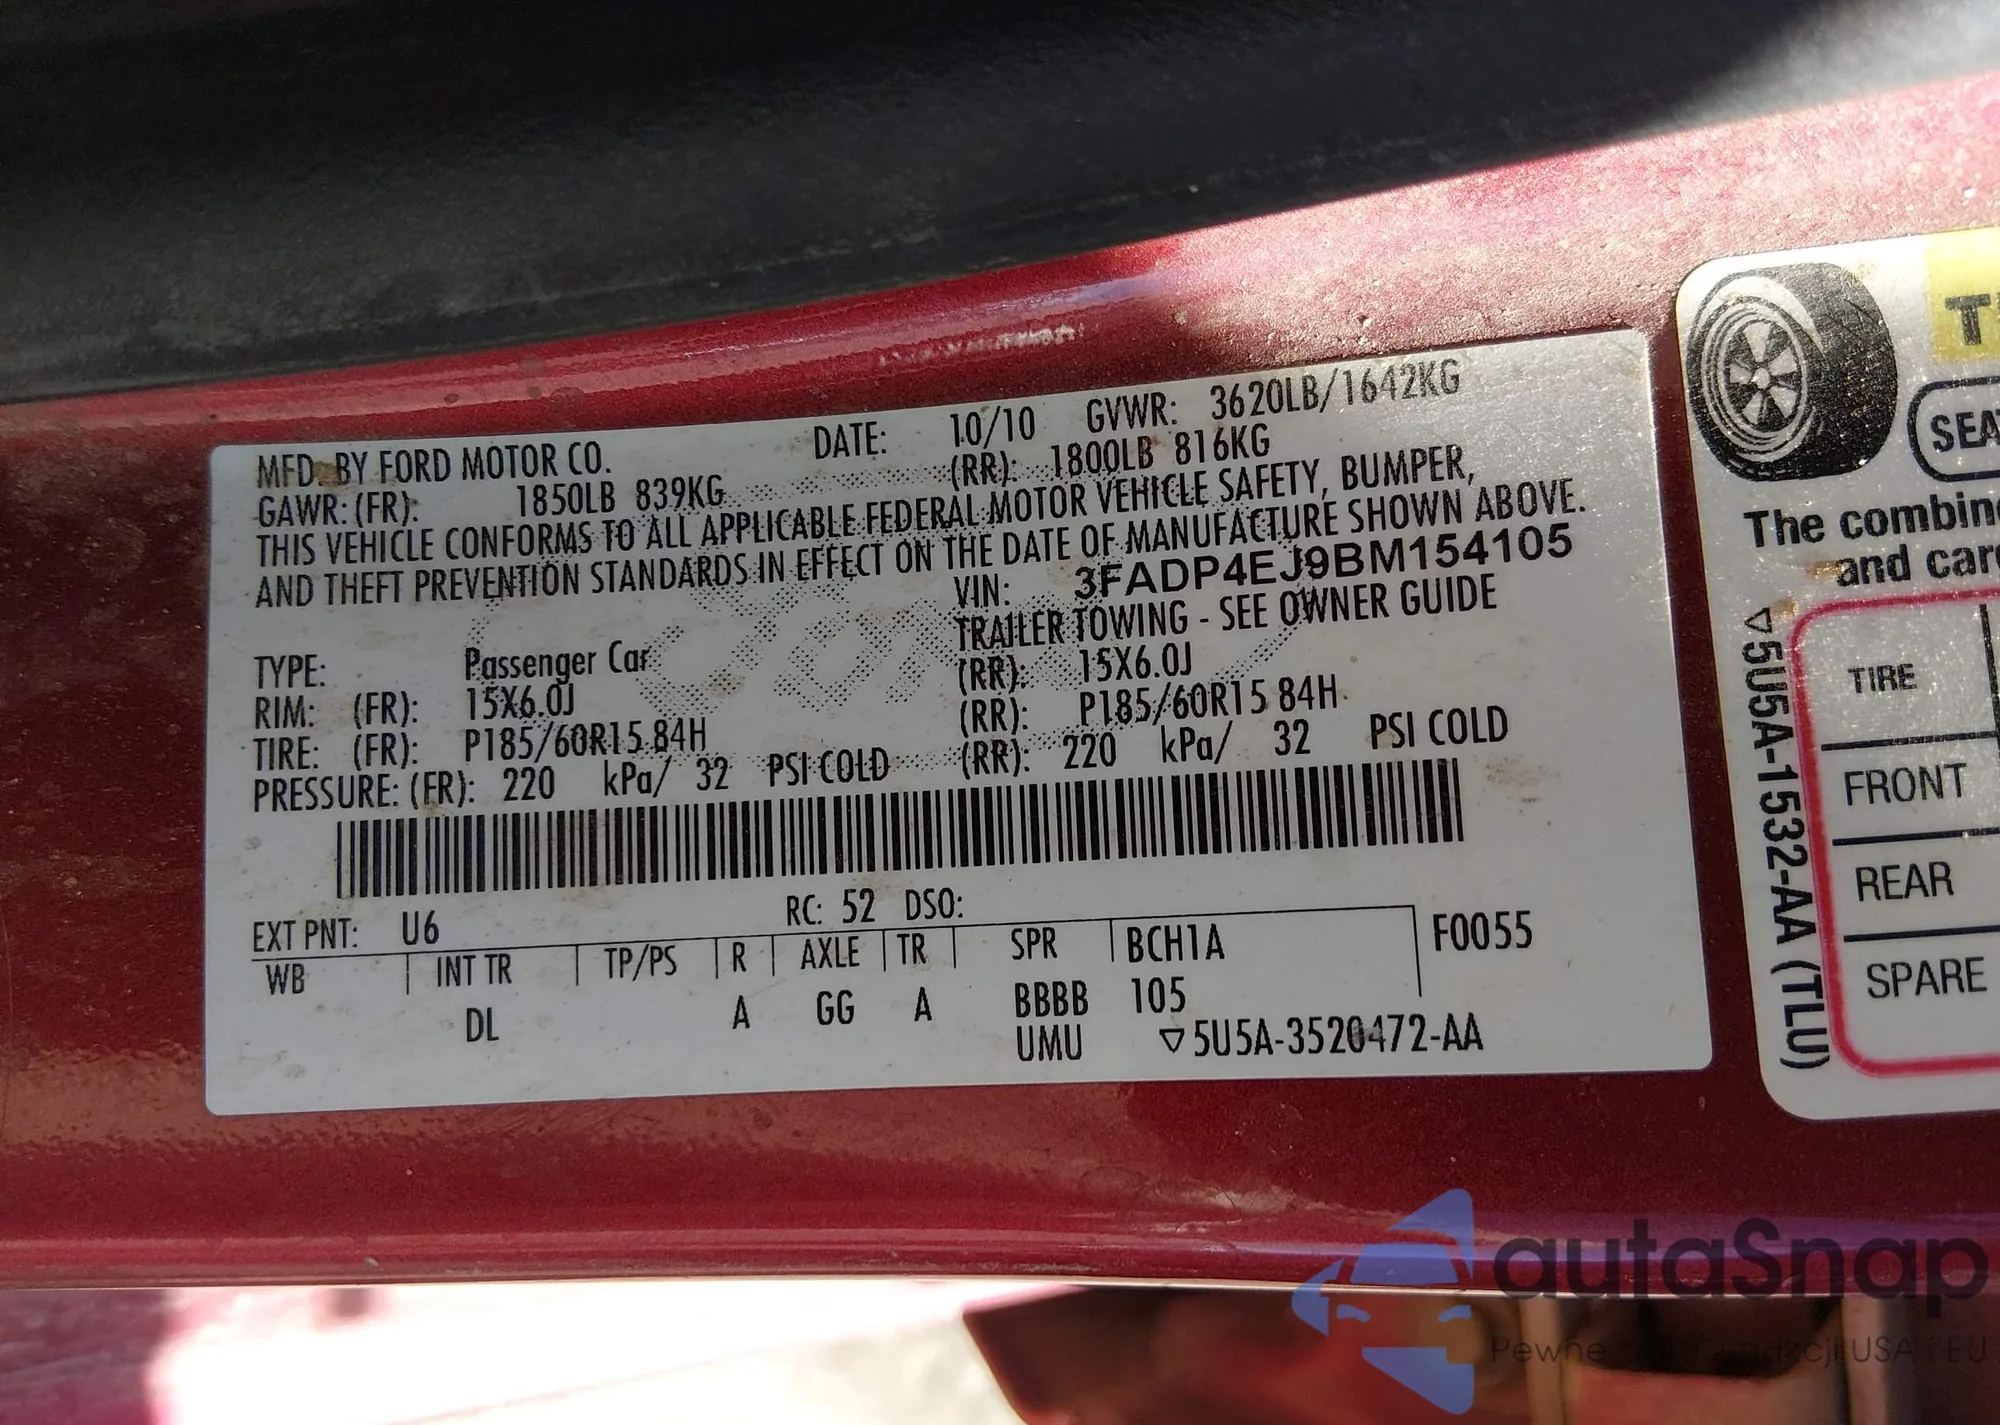 MFD. BY FORD MOTOR CO. DATE: 10/10 GVWR: 3620LB/1642KG
GAWR: (FR): 1850LB 839KG (RR): 1800LB 816KG
THIS VEHICLE CONFORMS TO ALL APPLICABLE FEDERAL MOTOR VEHICLE SAFETY, BUMPER,
AND THEFT PREVENTION STANDARDS IN EFFECT ON THE DATE OF MANUFACTURE SHOWN ABOVE.
VIN: 3FADP4EJ9BM154105
TRAILER TOWING - SEE OWNER GUIDE
TYPE: Passenger Car
RIM: (FR): 15X6.0J (RR): 15X6.0J
TIRE: (FR): P185/60R15 84H (RR): P185/60R15 84H
PRESSURE: (FR): 220 kPa/ 32 PSI COLD (RR): 220 kPa/ 32 PSI COLD
EXT PNT: U6 RC: 52 DSO:
WB INT TR TP/PS R AXLE TR SPR BCH1A F0055
DL A GG A BBBB 105
UMU ▽5U5A-3520472-AA
SEA
The combin
and car
▽5U5A-1532-AA (TLU)
TIRE
FRONT
REAR
SPARE
autaSnap
Pewne USA EU